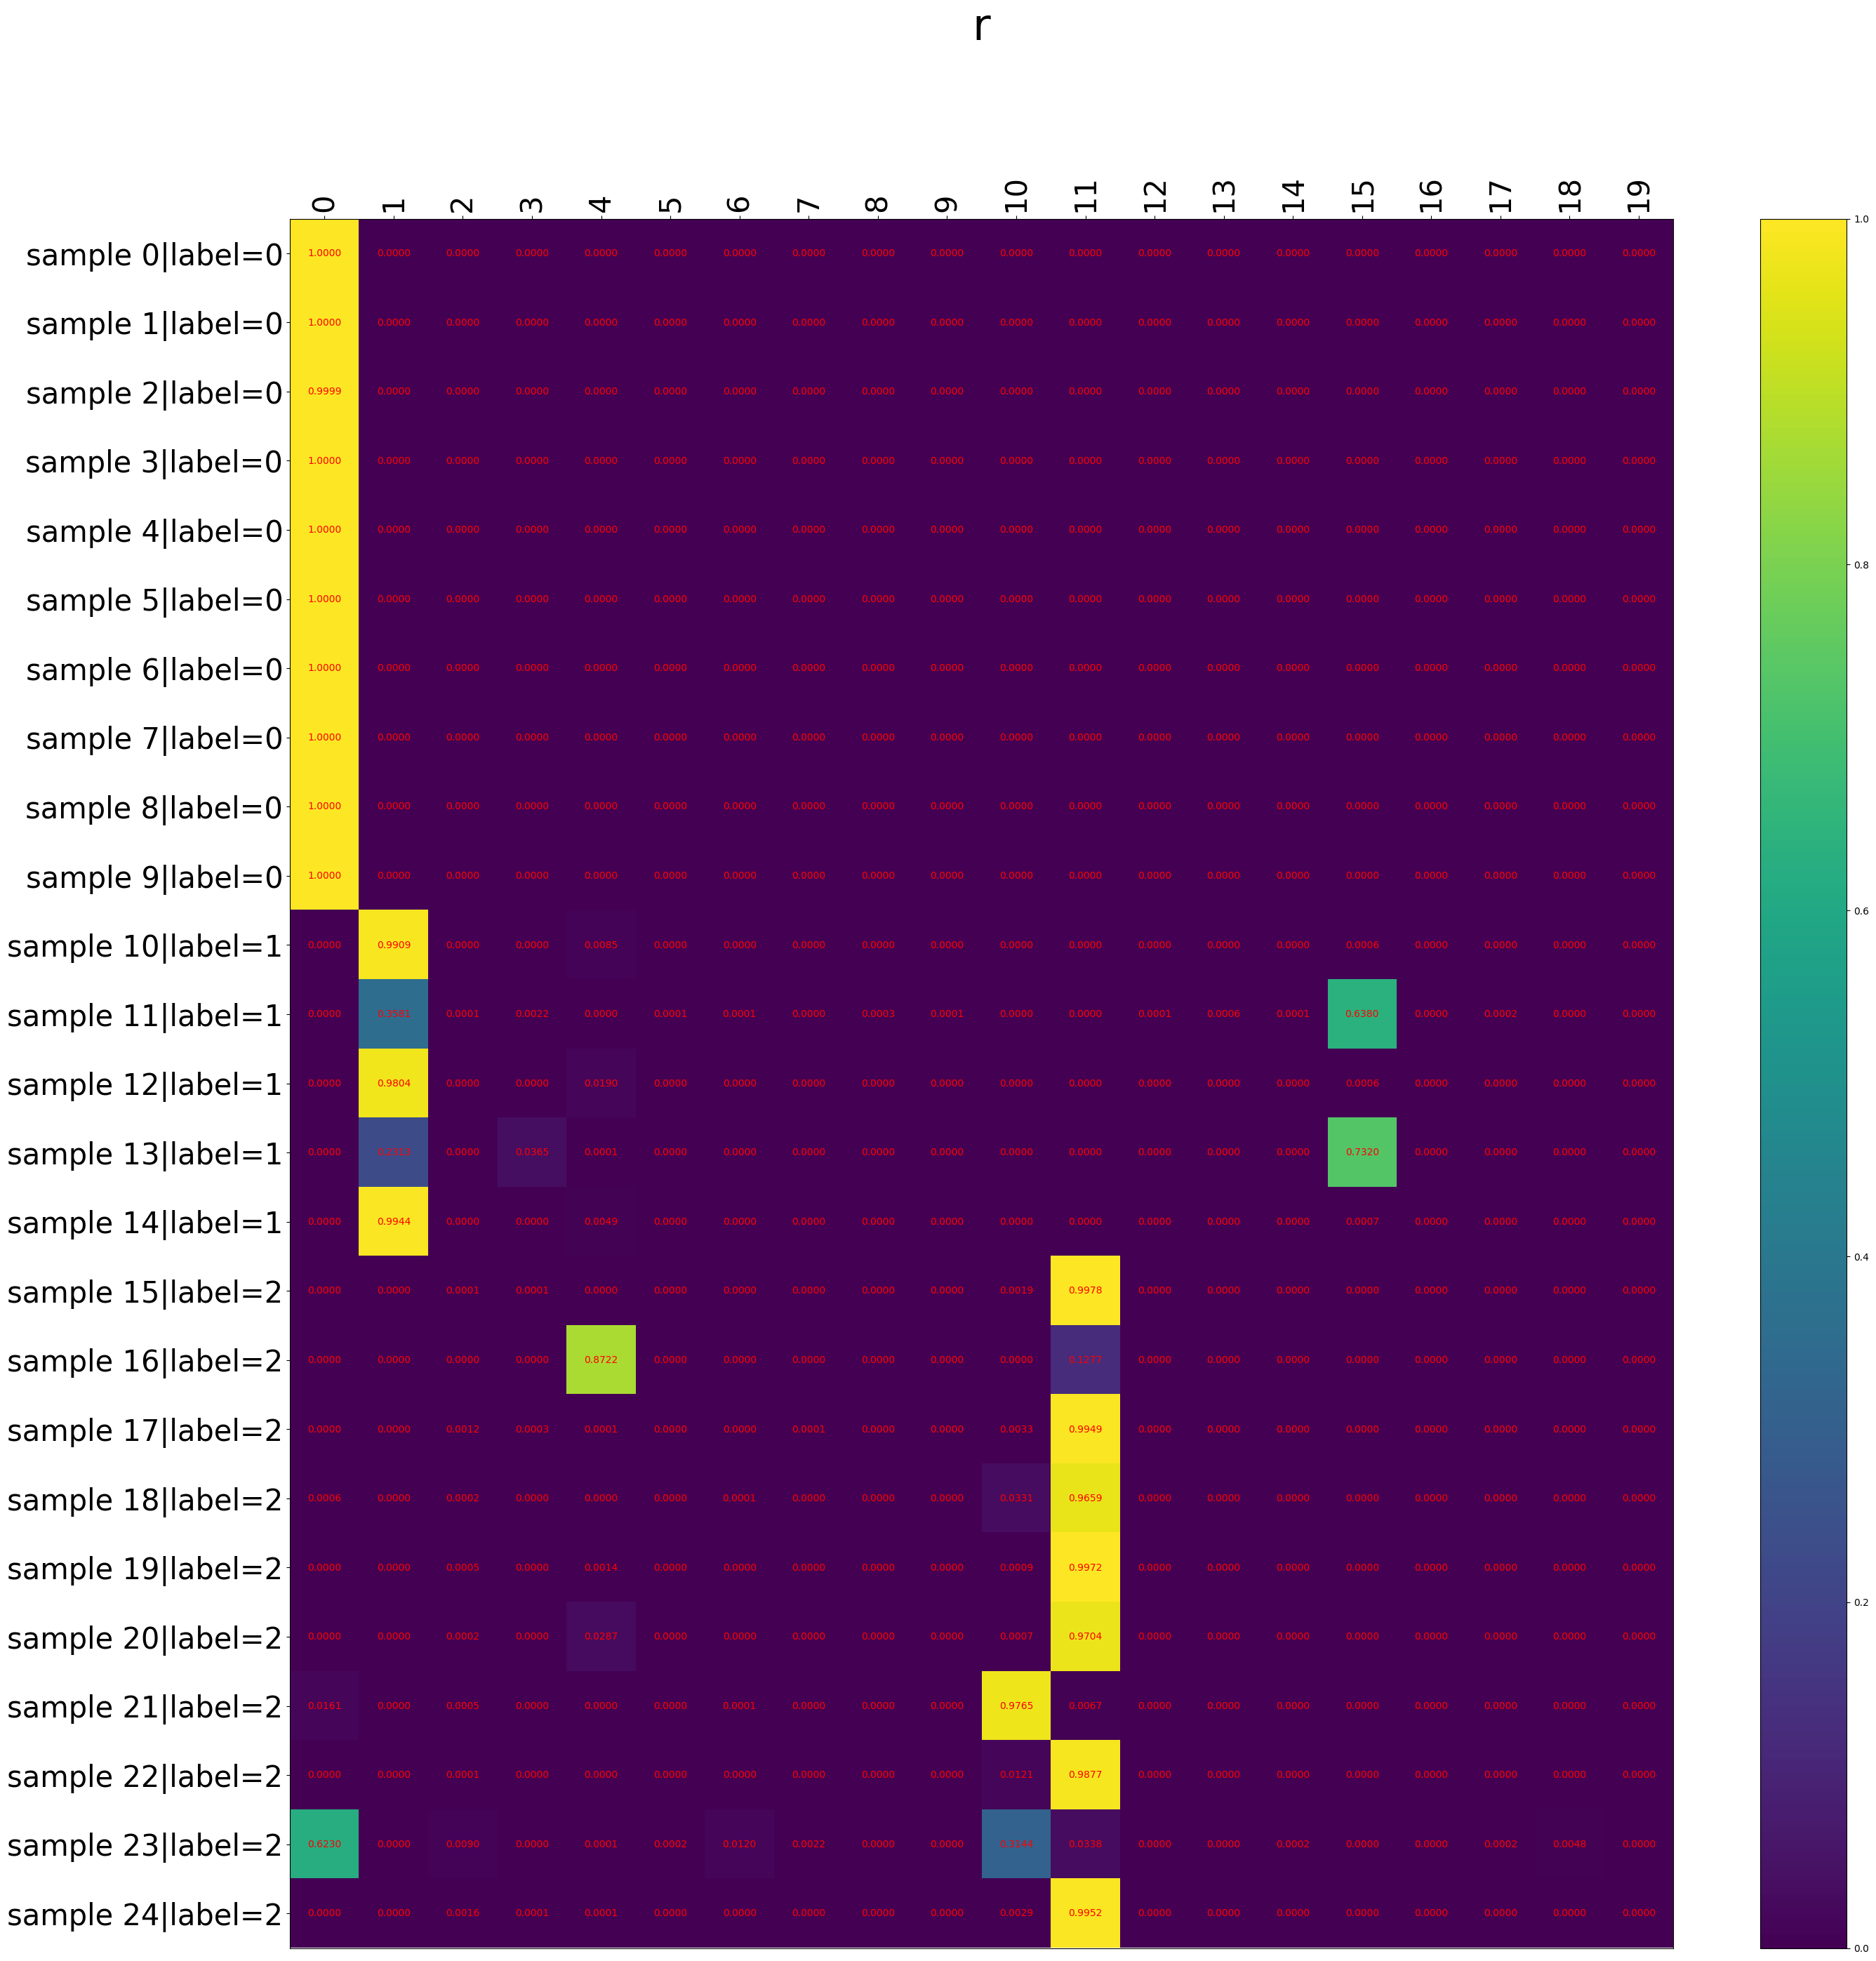 r
0 1 2 3 4 5 6 7 8 9 10 11 12 13 14 15 16 17 18 19
sample 0|label=0 1.0000 0.0000 0.0000 0.0000 0.0000 0.0000 0.0000 0.0000 0.0000 0.0000 0.0000 0.0000 0.0000 0.0000 0.0000 0.0000 0.0000 0.0000 0.0000 0.0000
sample 1|label=0 1.0000 0.0000 0.0000 0.0000 0.0000 0.0000 0.0000 0.0000 0.0000 0.0000 0.0000 0.0000 0.0000 0.0000 0.0000 0.0000 0.0000 0.0000 0.0000 0.0000
sample 2|label=0 0.9999 0.0000 0.0000 0.0000 0.0000 0.0000 0.0000 0.0000 0.0000 0.0000 0.0000 0.0000 0.0000 0.0000 0.0000 0.0000 0.0000 0.0000 0.0000 0.0000
sample 3|label=0 1.0000 0.0000 0.0000 0.0000 0.0000 0.0000 0.0000 0.0000 0.0000 0.0000 0.0000 0.0000 0.0000 0.0000 0.0000 0.0000 0.0000 0.0000 0.0000 0.0000
sample 4|label=0 1.0000 0.0000 0.0000 0.0000 0.0000 0.0000 0.0000 0.0000 0.0000 0.0000 0.0000 0.0000 0.0000 0.0000 0.0000 0.0000 0.0000 0.0000 0.0000 0.0000
sample 5|label=0 1.0000 0.0000 0.0000 0.0000 0.0000 0.0000 0.0000 0.0000 0.0000 0.0000 0.0000 0.0000 0.0000 0.0000 0.0000 0.0000 0.0000 0.0000 0.0000 0.0000
sample 6|label=0 1.0000 0.0000 0.0000 0.0000 0.0000 0.0000 0.0000 0.0000 0.0000 0.0000 0.0000 0.0000 0.0000 0.0000 0.0000 0.0000 0.0000 0.0000 0.0000 0.0000
sample 7|label=0 1.0000 0.0000 0.0000 0.0000 0.0000 0.0000 0.0000 0.0000 0.0000 0.0000 0.0000 0.0000 0.0000 0.0000 0.0000 0.0000 0.0000 0.0000 0.0000 0.0000
sample 8|label=0 1.0000 0.0000 0.0000 0.0000 0.0000 0.0000 0.0000 0.0000 0.0000 0.0000 0.0000 0.0000 0.0000 0.0000 0.0000 0.0000 0.0000 0.0000 0.0000 0.0000
sample 9|label=0 1.0000 0.0000 0.0000 0.0000 0.0000 0.0000 0.0000 0.0000 0.0000 0.0000 0.0000 0.0000 0.0000 0.0000 0.0000 0.0000 0.0000 0.0000 0.0000 0.0000
sample 10|label=1 0.0000 0.9909 0.0000 0.0000 0.0085 0.0000 0.0000 0.0000 0.0000 0.0000 0.0000 0.0000 0.0000 0.0000 0.0000 0.0006 0.0000 0.0000 0.0000 0.0000
sample 11|label=1 0.0000 0.3581 0.0001 0.0022 0.0000 0.0001 0.0001 0.0000 0.0003 0.0001 0.0000 0.0000 0.0001 0.0006 0.0001 0.6380 0.0000 0.0002 0.0000 0.0000
sample 12|label=1 0.0000 0.9804 0.0000 0.0000 0.0190 0.0000 0.0000 0.0000 0.0000 0.0000 0.0000 0.0000 0.0000 0.0000 0.0000 0.0006 0.0000 0.0000 0.0000 0.0000
sample 13|label=1 0.0000 0.0000 0.0365 0.0001 0.0000 0.0000 0.0000 0.0000 0.0000 0.0000 0.0000 0.0000 0.0000 0.0000 0.7320 0.0000 0.0000 0.0000 0.0000
sample 14|label=1 0.0000 0.9944 0.0000 0.0000 0.0049 0.0000 0.0000 0.0000 0.0000 0.0000 0.0000 0.0000 0.0000 0.0000 0.0000 0.0007 0.0000 0.0000 0.0000 0.0000
sample 15|label=2 0.0000 0.0000 0.0001 0.0001 0.0000 0.0000 0.0000 0.0000 0.0000 0.0000 0.0019 0.9978 0.0000 0.0000 0.0000 0.0000 0.0000 0.0000 0.0000 0.0000
sample 16|label=2 0.0000 0.0000 0.0000 0.0000 0.8722 0.0000 0.0000 0.0000 0.0000 0.0000 0.0000 0.1277 0.0000 0.0000 0.0000 0.0000 0.0000 0.0000 0.0000 0.0000
sample 17|label=2 0.0000 0.0000 0.0012 0.0003 0.0001 0.0000 0.0000 0.0001 0.0000 0.0000 0.0033 0.9949 0.0000 0.0000 0.0000 0.0000 0.0000 0.0000 0.0000 0.0000
sample 18|label=2 0.0006 0.0000 0.0002 0.0000 0.0000 0.0000 0.0001 0.0000 0.0000 0.0000 0.0331 0.9659 0.0000 0.0000 0.0000 0.0000 0.0000 0.0000 0.0000 0.0000
sample 19|label=2 0.0000 0.0000 0.0005 0.0000 0.0014 0.0000 0.0000 0.0000 0.0000 0.0000 0.0009 0.9972 0.0000 0.0000 0.0000 0.0000 0.0000 0.0000 0.0000 0.0000
sample 20|label=2 0.0000 0.0000 0.0002 0.0000 0.0287 0.0000 0.0000 0.0000 0.0000 0.0000 0.0007 0.9704 0.0000 0.0000 0.0000 0.0000 0.0000 0.0000 0.0000 0.0000
sample 21|label=2 0.0161 0.0000 0.0005 0.0000 0.0000 0.0000 0.0001 0.0000 0.0000 0.0000 0.9765 0.0067 0.0000 0.0000 0.0000 0.0000 0.0000 0.0000 0.0000 0.0000
sample 22|label=2 0.0000 0.0000 0.0001 0.0000 0.0000 0.0000 0.0000 0.0000 0.0000 0.0000 0.0121 0.9877 0.0000 0.0000 0.0000 0.0000 0.0000 0.0000 0.0000 0.0000
sample 23|label=2 0.6230 0.0000 0.0090 0.0000 0.0001 0.0002 0.0120 0.0022 0.0000 0.0000 0.3144 0.0338 0.0000 0.0000 0.0002 0.0000 0.0000 0.0002 0.0048 0.0000
sample 24|label=2 0.0000 0.0000 0.0016 0.0001 0.0001 0.0000 0.0000 0.0000 0.0000 0.0000 0.0029 0.9952 0.0000 0.0000 0.0000 0.0000 0.0000 0.0000 0.0000 0.0000
1.0
0.8
0.6
0.4
0.2
0.0